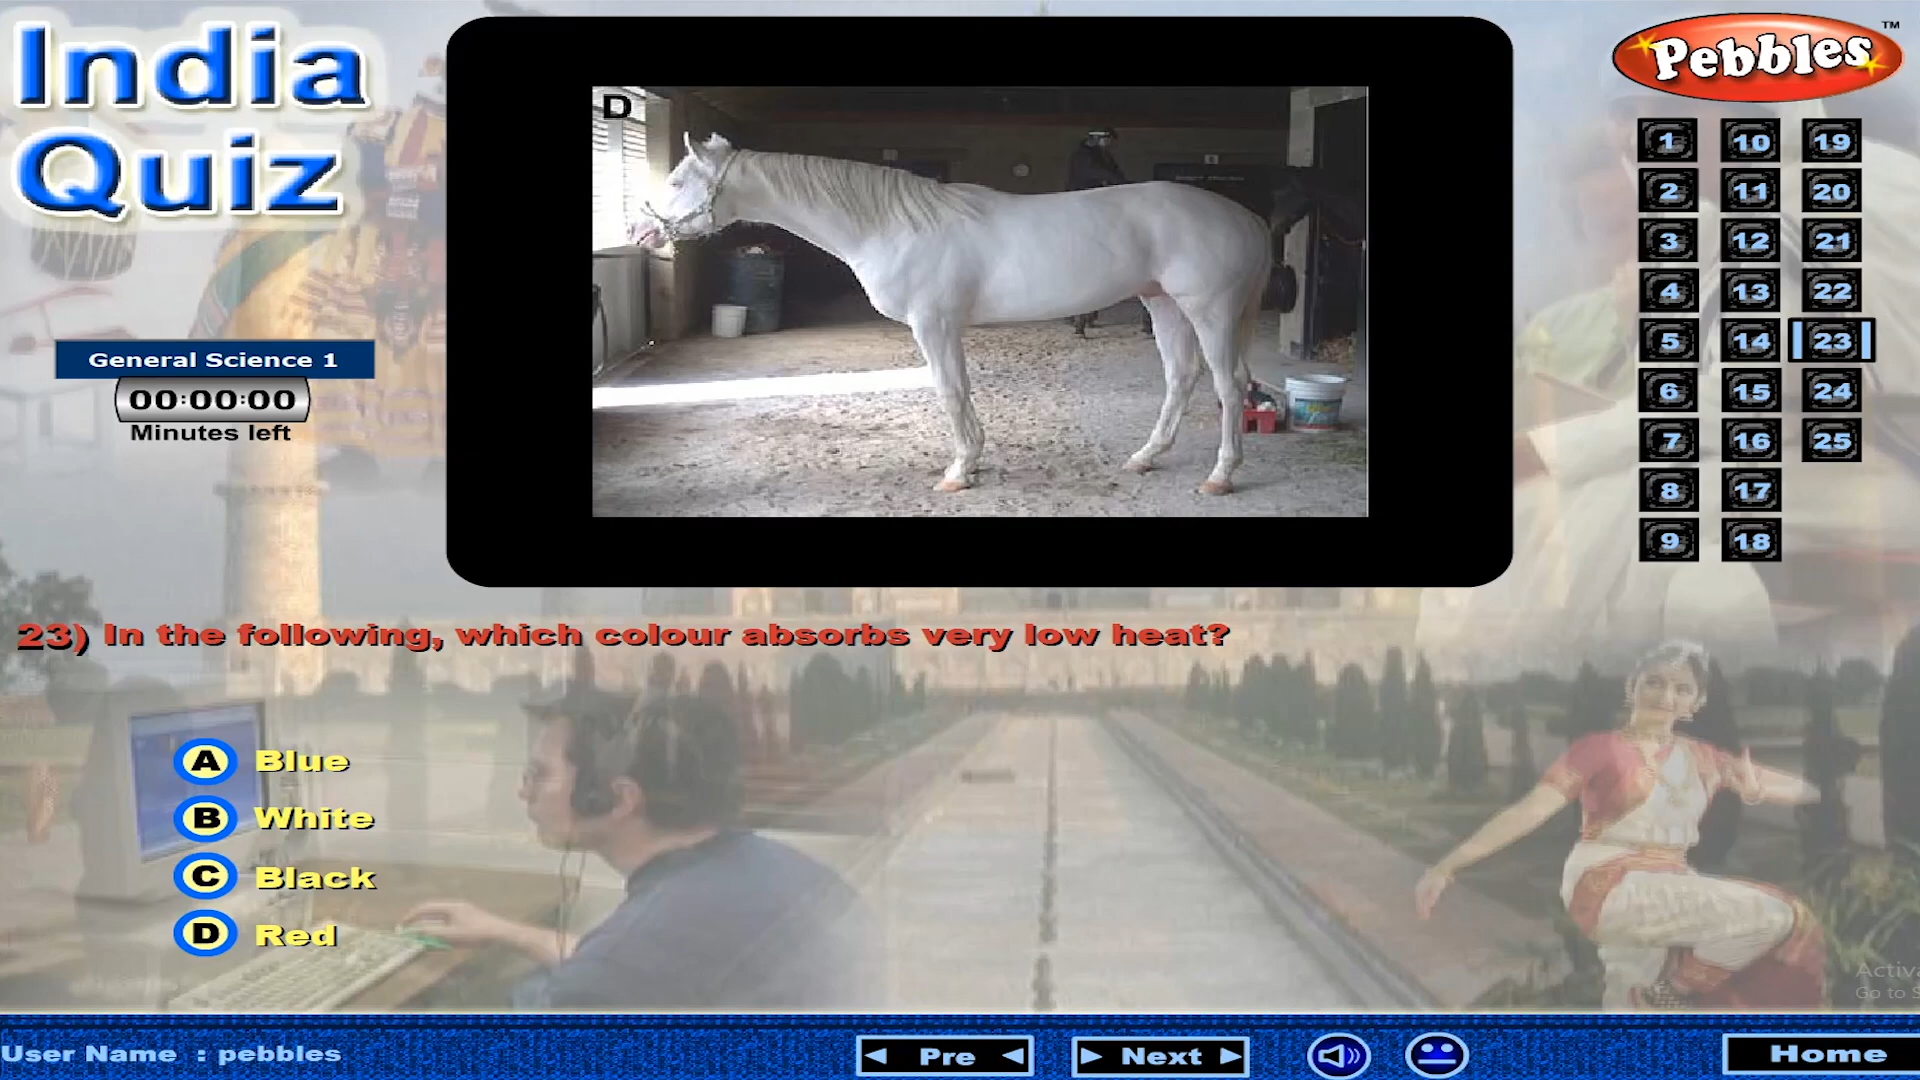 India
Quiz
D
Pebbles™
General Science 1
00:00:00
Minutes left
1 10 19
2 11 20
3 12 21
4 13 22
5 14 23
6 15 24
7 16 25
8 17
9 18
23) In the following, which colour absorbs very low heat?
A Blue
B White
C Black
D Red
User Name : pebbles
Pre
Next
Home